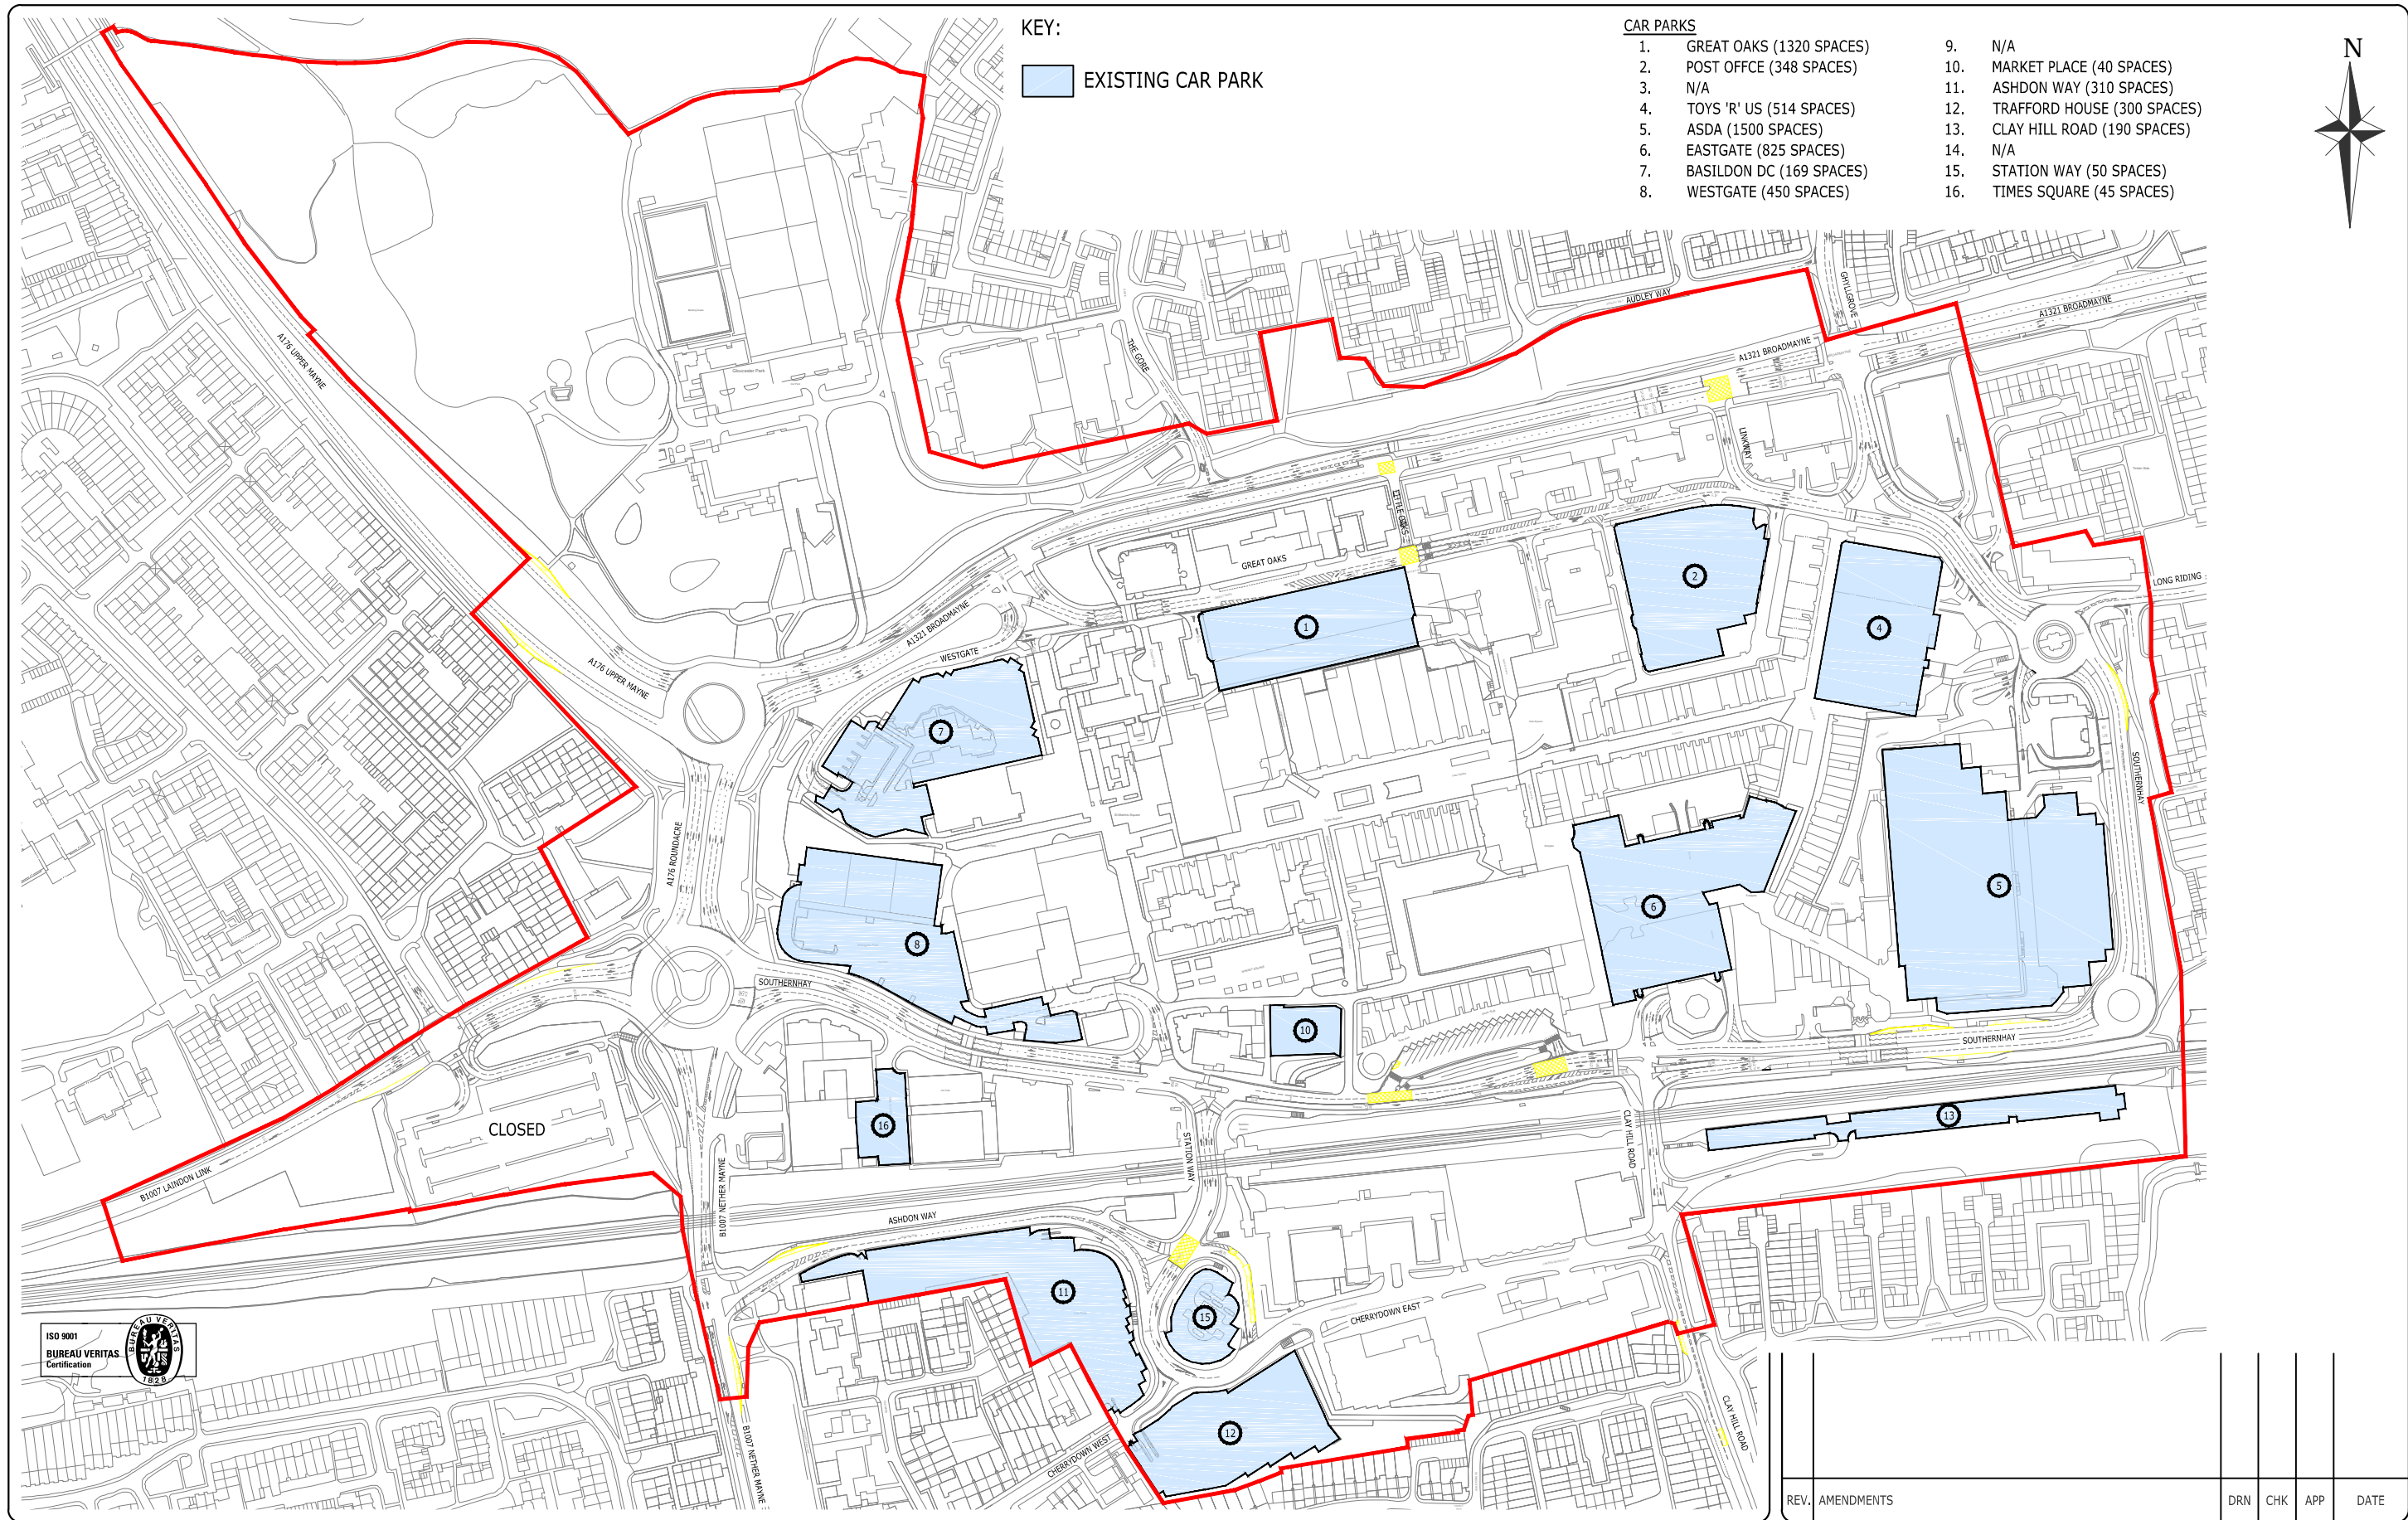 KEY:
EXISTING CAR PARK
CAR PARKS
1. GREAT OAKS (1320 SPACES)
2. POST OFFCE (348 SPACES)
3. N/A
4. TOYS 'R' US (514 SPACES)
5. ASDA (1500 SPACES)
6. EASTGATE (825 SPACES)
7. BASILDON DC (169 SPACES)
8. WESTGATE (450 SPACES)
9. N/A
10. MARKET PLACE (40 SPACES)
11. ASHDON WAY (310 SPACES)
12. TRAFFORD HOUSE (300 SPACES)
13. CLAY HILL ROAD (190 SPACES)
14. N/A
15. STATION WAY (50 SPACES)
16. TIMES SQUARE (45 SPACES)
N
GHYLLGROVE
AUDLEY WAY
A1321 BROADMAYNE
A1321 BROADMAYNE
THE GORE
A176 UPPER MAYNE
Gloucester Park
LINKWAY
LITTLE OAKS
GREAT OAKS
2
LONG RIDING
1
4
A1321 BROADMAYNE
WESTGATE
A176 UPPER MAYNE
7
SOUTHERNHAY
A176 ROUNDACRE
5
6
8
SOUTHERNHAY
10
SOUTHERNHAY
CLOSED
16
13
CLAY HILL ROAD
STATION WAY
B1007 LAINDON LINK
B1007 NETHER MAYNE
ASHDON WAY
11
15
CHERRYDOWN EAST
12
CHERRYDOWN WEST
CLAY HILL ROAD
B1007 NETHER MAYNE
ISO 9001
BUREAU VERITAS
Certification
BUREAU VERITAS
1828
REV. AMENDMENTS DRN CHK APP DATE